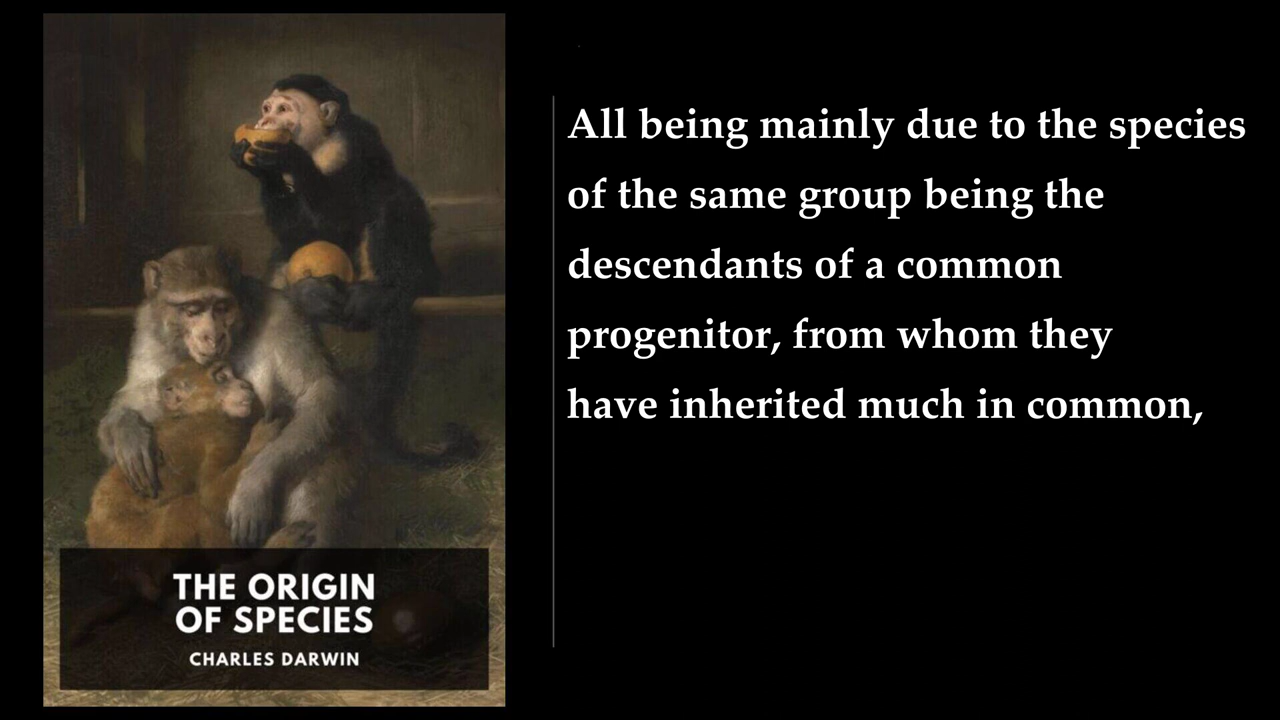 THE ORIGIN
OF SPECIES
CHARLES DARWIN
All being mainly due to the species
of the same group being the
descendants of a common
progenitor, from whom they
have inherited much in common,